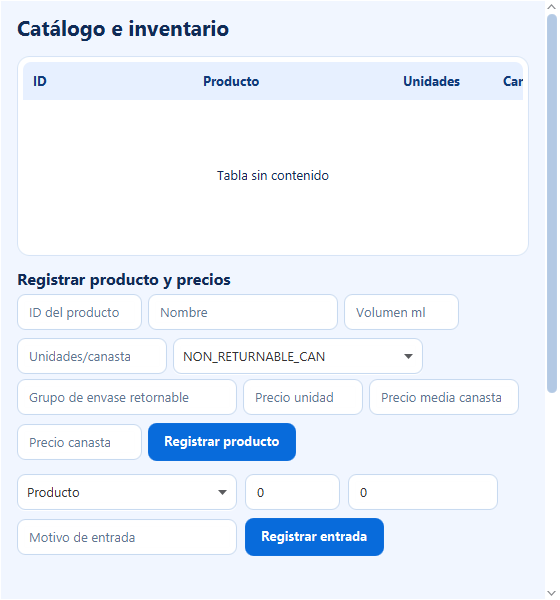 Catálogo e inventario
ID Producto Unidades Car
Tabla sin contenido
Registrar producto y precios
ID del producto Nombre Volumen ml
Unidades/canasta NON_RETURNABLE_CAN
Grupo de envase retornable Precio unidad Precio media canasta
Precio canasta Registrar producto
Producto 0 0
Motivo de entrada Registrar entrada